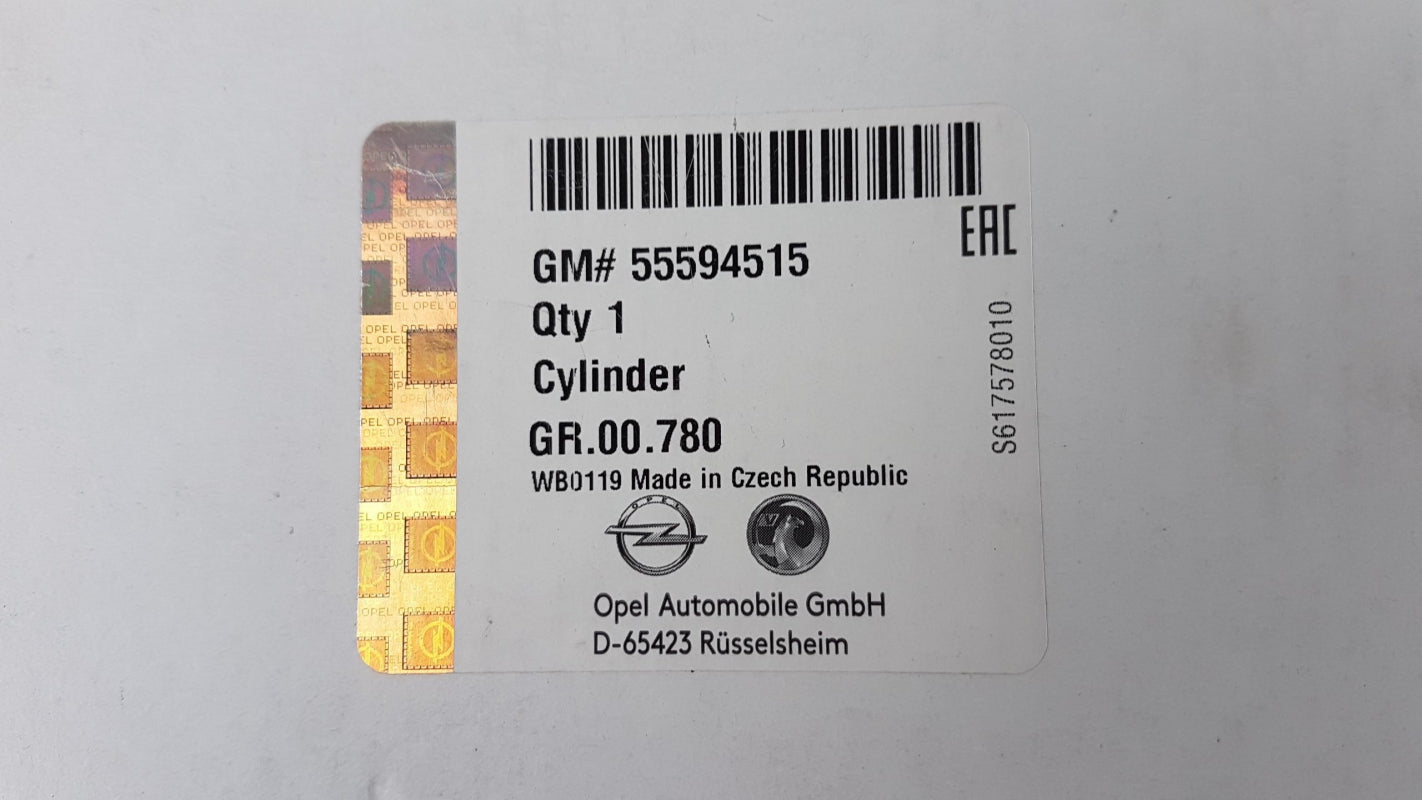 EAC
GM# 55594515
Qty 1
Cylinder
GR.00.780
WB0119 Made in Czech Republic
S617578010
OPEL
Opel Automobile GmbH
D-65423 Rüsselsheim